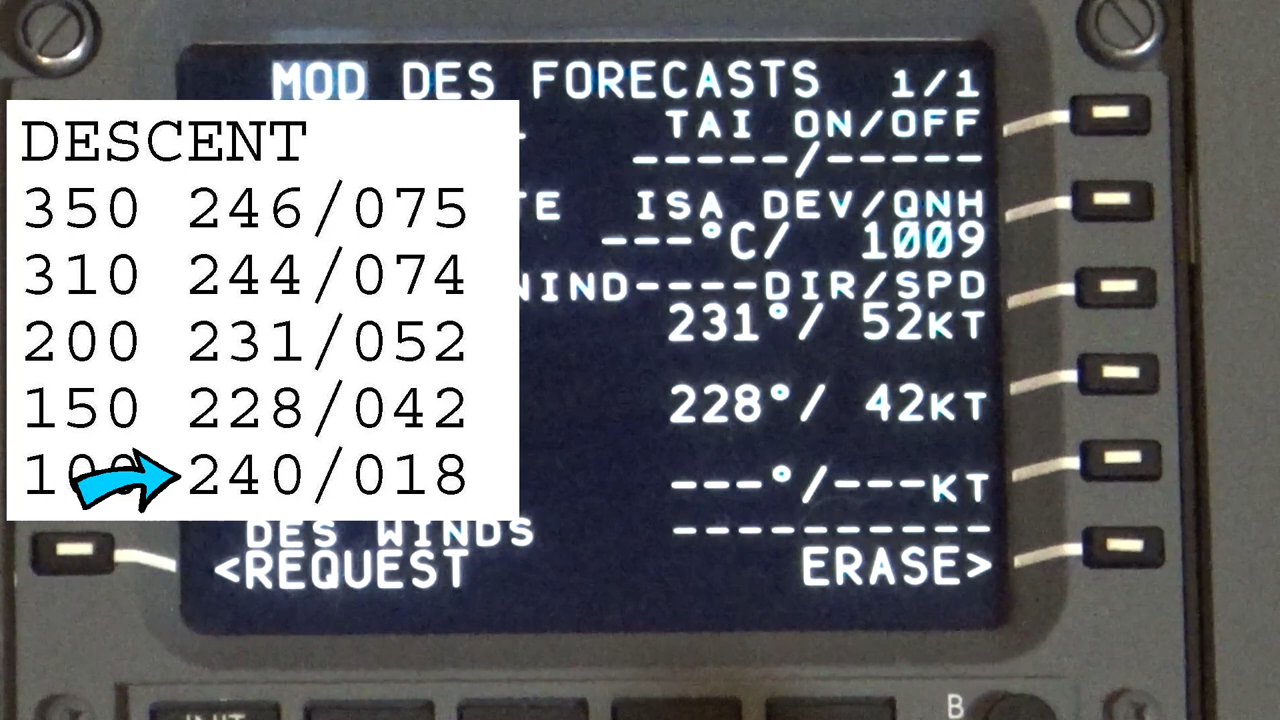 MOD DES FORECASTS 1/1
TAI ON/OFF
-----/-----
ISA DEV/QNH
---°C/ 1009
----DIR/SPD
231°/ 52KT
228°/ 42KT
---°/---KT
----------
DES WINDS
<REQUEST
ERASE>
DESCENT
350 246/075
310 244/074
200 231/052
150 228/042
240/018
B